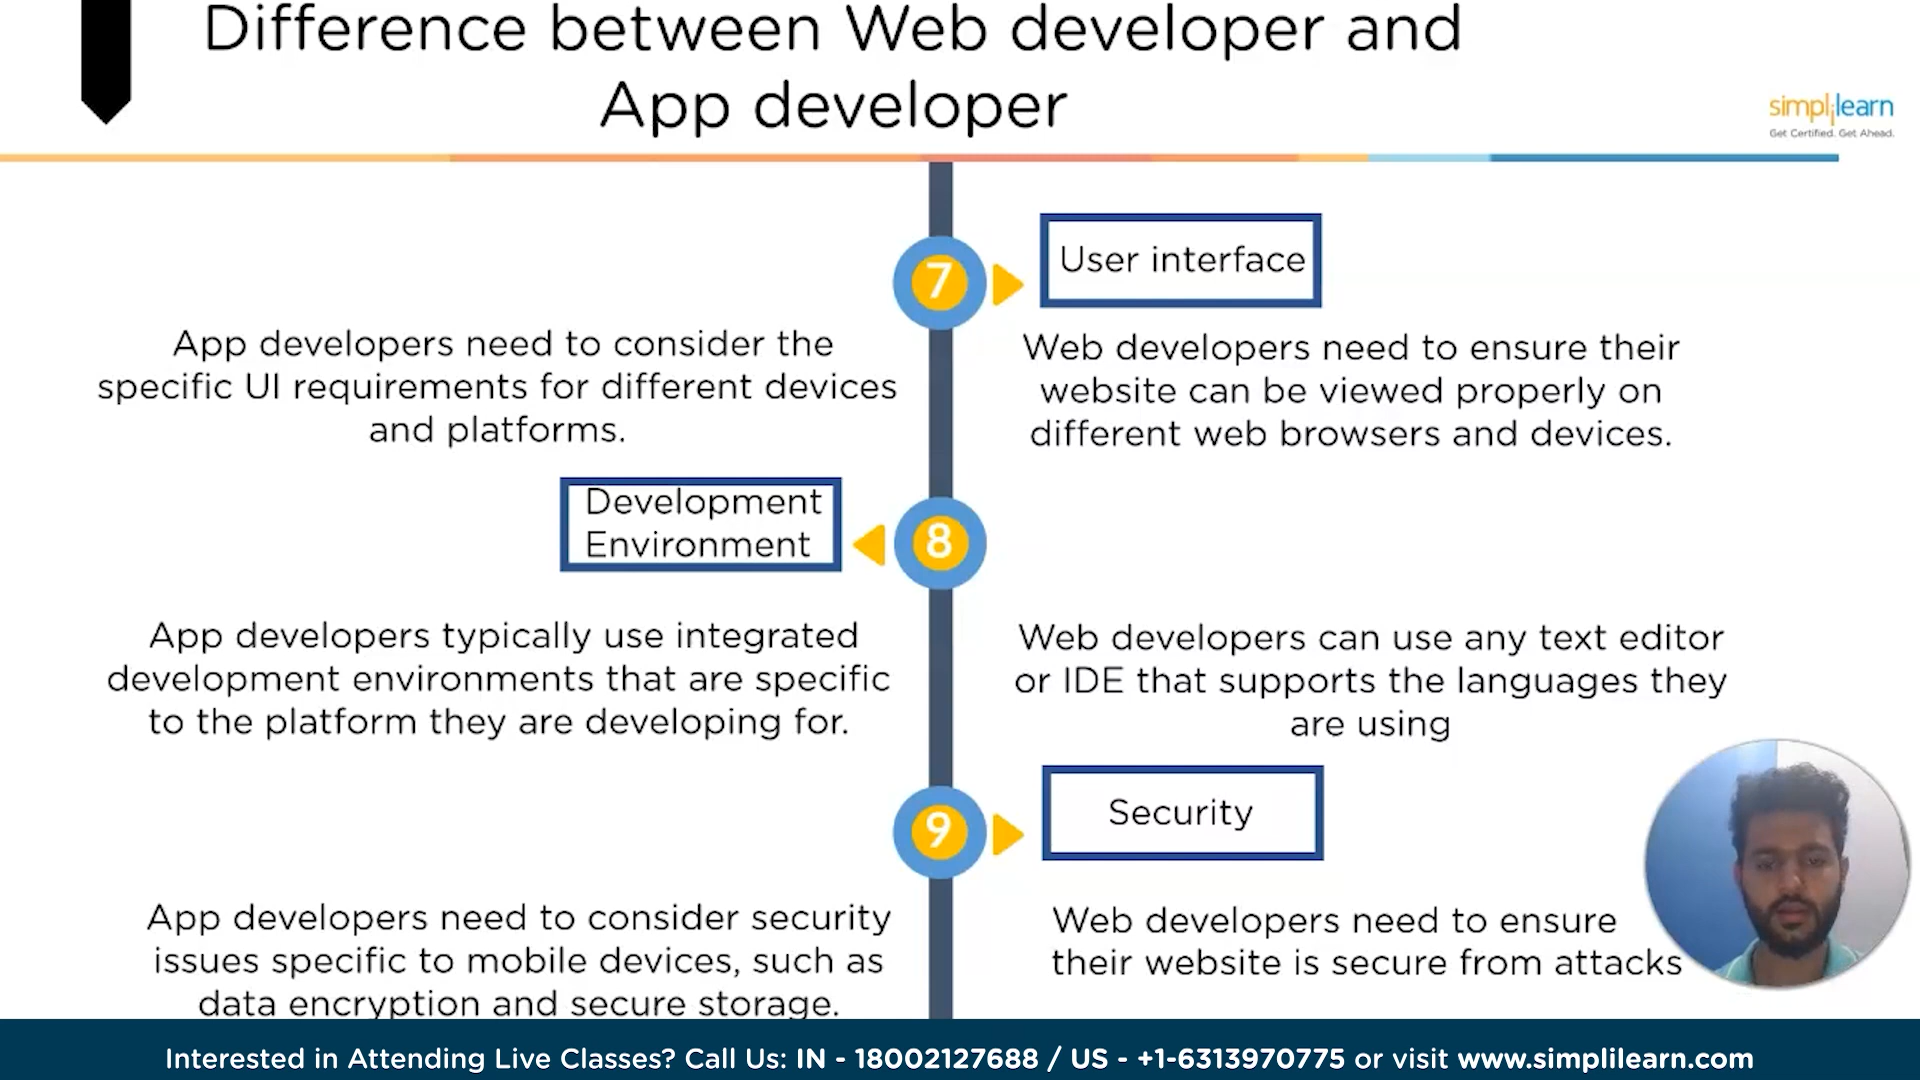 Difference between Web developer and
App developer
simplilearn
Get Certified. Get Ahead.
7
User interface
App developers need to consider the
specific UI requirements for different devices
and platforms.
Web developers need to ensure their
website can be viewed properly on
different web browsers and devices.
Development
Environment
8
App developers typically use integrated
development environments that are specific
to the platform they are developing for.
Web developers can use any text editor
or IDE that supports the languages they
are using
9
Security
App developers need to consider security
issues specific to mobile devices, such as
data encryption and secure storage.
Web developers need to ensure
their website is secure from attacks
Interested in Attending Live Classes? Call Us: IN - 18002127688 / US - +1-6313970775 or visit www.simplilearn.com